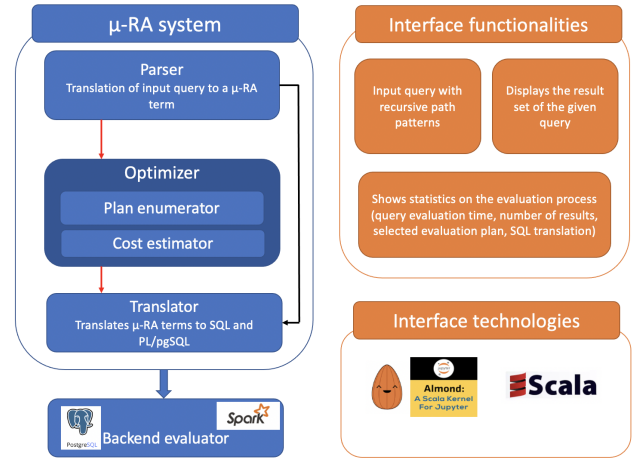 μ-RA system
Parser
Translation of input query to a μ-RA
term
Optimizer
Plan enumerator
Cost estimator
Translator
Translates μ-RA terms to SQL and
PL/pgSQL
PostgreSQL
Spark
Backend evaluator
Interface functionalities
Input query with
recursive path
patterns
Displays the result
set of the given
query
Shows statistics on the evaluation process
(query evaluation time, number of results,
selected evaluation plan, SQL translation)
Interface technologies
Almond:
A Scala Kernel
For Jupyter
Scala